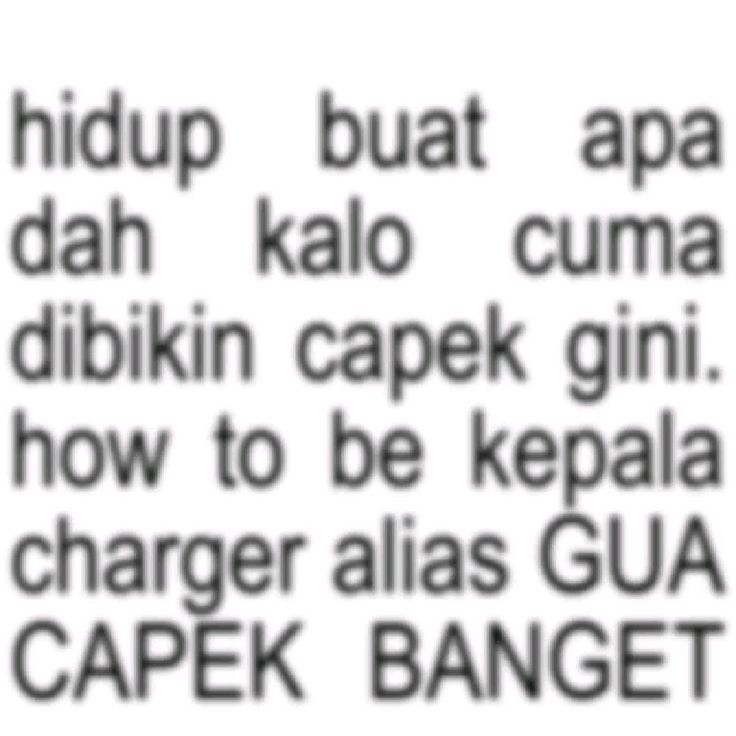 hidup buat apa
dah kalo cuma
dibikin capek gini.
how to be kepala
charger alias GUA
CAPEK BANGET